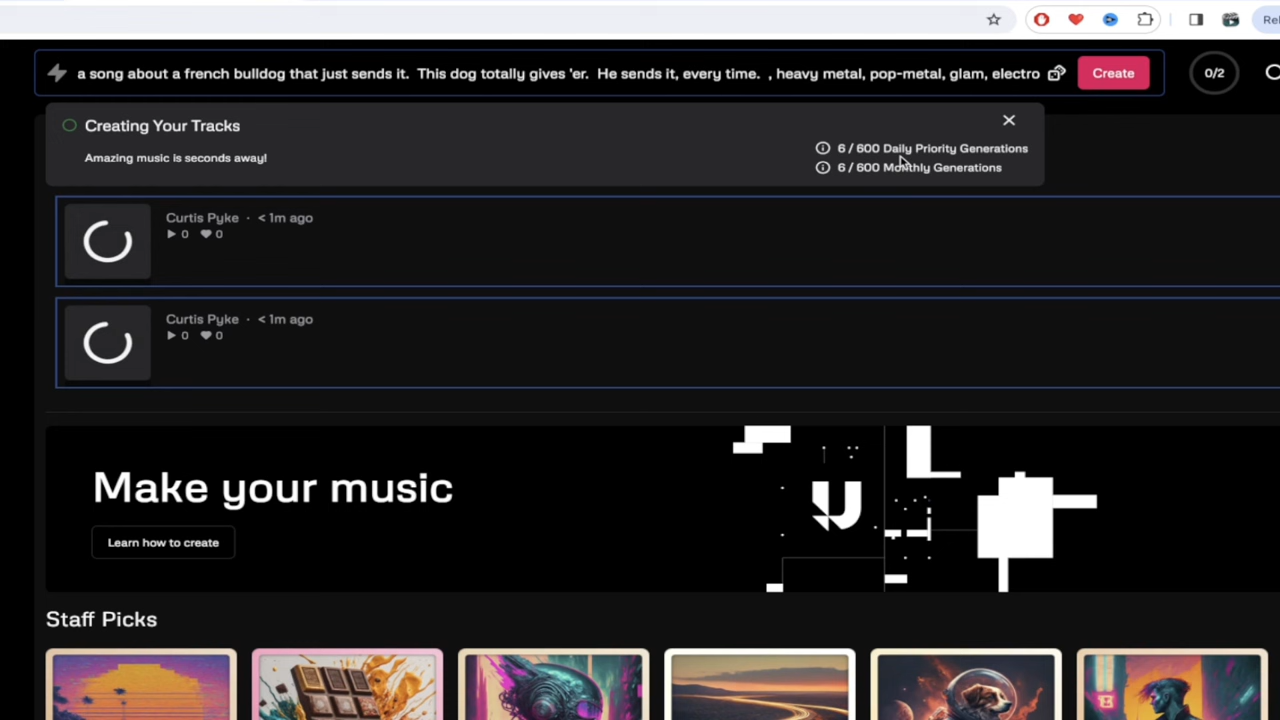 Rel
a song about a french bulldog that just sends it. This dog totally gives 'er. He sends it, every time. , heavy metal, pop-metal, glam, electro
Create
0/2
Creating Your Tracks
Amazing music is seconds away!
6 / 600 Daily Priority Generations
6 / 600 Monthly Generations
Curtis Pyke · < 1m ago
0 0
Curtis Pyke · < 1m ago
0 0
Make your music
Learn how to create
Staff Picks